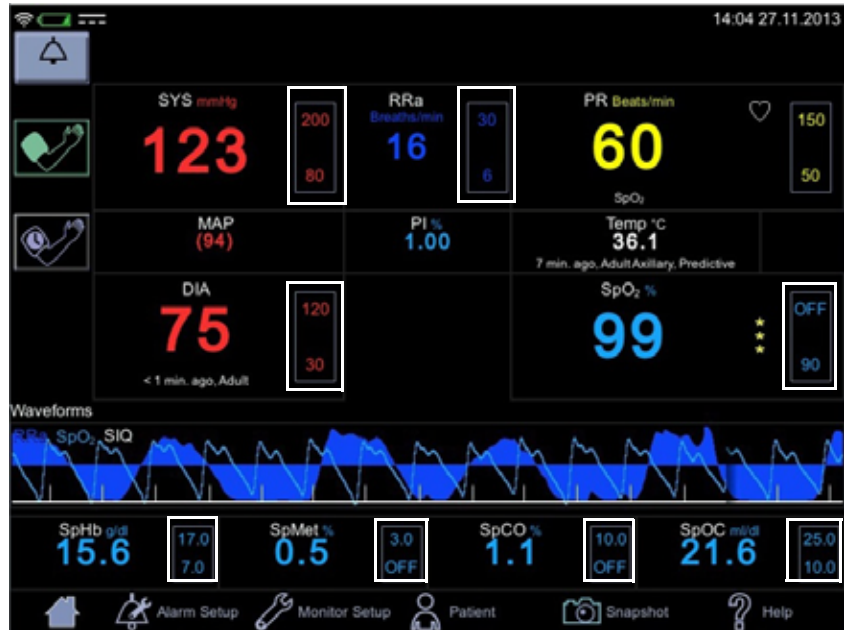 14:04 27.11.2013
SYS mmHg
123
200
80
RRa
Breaths/min
16
30
6
PR Beats/min
60
SpO₂
150
50
MAP
(94)
PI %
1.00
Temp °C
36.1
7 min. ago, Adult Axillary, Predictive
DIA
75
< 1 min. ago, Adult
120
30
SpO₂ %
99
OFF
90
Waveforms
RRa SpO₂ SIQ
SpHb g/dl
15.6
17.0
7.0
SpMet %
0.5
3.0
OFF
SpCO %
1.1
10.0
OFF
SpOC ml/dl
21.6
25.0
10.0
Alarm Setup Monitor Setup Patient Snapshot Help